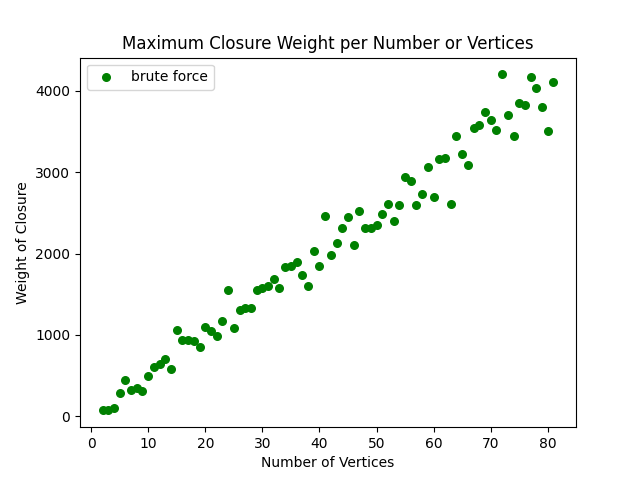 Maximum Closure Weight per Number or Vertices
brute force
4000
3000
2000
1000
0
Weight of Closure
0 10 20 30 40 50 60 70 80
Number of Vertices